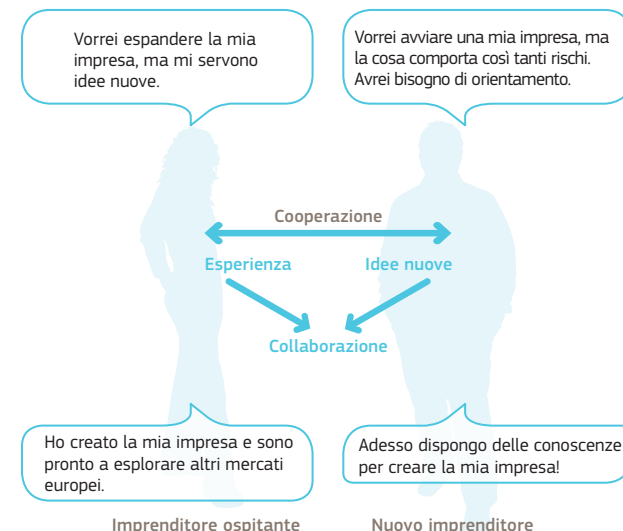 Vorrei espandere la mia
impresa, ma mi servono
idee nuove.
Vorrei avviare una mia impresa, ma
la cosa comporta così tanti rischi.
Avrei bisogno di orientamento.
Cooperazione
Esperienza
Idee nuove
Collaborazione
Ho creato la mia impresa e sono
pronto a esplorare altri mercati
europei.
Adesso dispongo delle conoscenze
per creare la mia impresa!
Imprenditore ospitante
Nuovo imprenditore